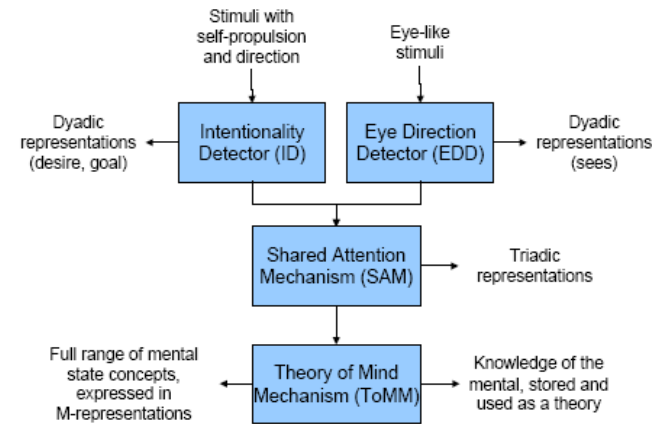 Stimuli with
self-propulsion
and direction
Eye-like
stimuli
Dyadic
representations
(desire, goal)
Intentionality
Detector (ID)
Eye Direction
Detector (EDD)
Dyadic
representations
(sees)
Shared Attention
Mechanism (SAM)
Triadic
representations
Full range of mental
state concepts,
expressed in
M-representations
Theory of Mind
Mechanism (ToMM)
Knowledge of the
mental, stored and
used as a theory